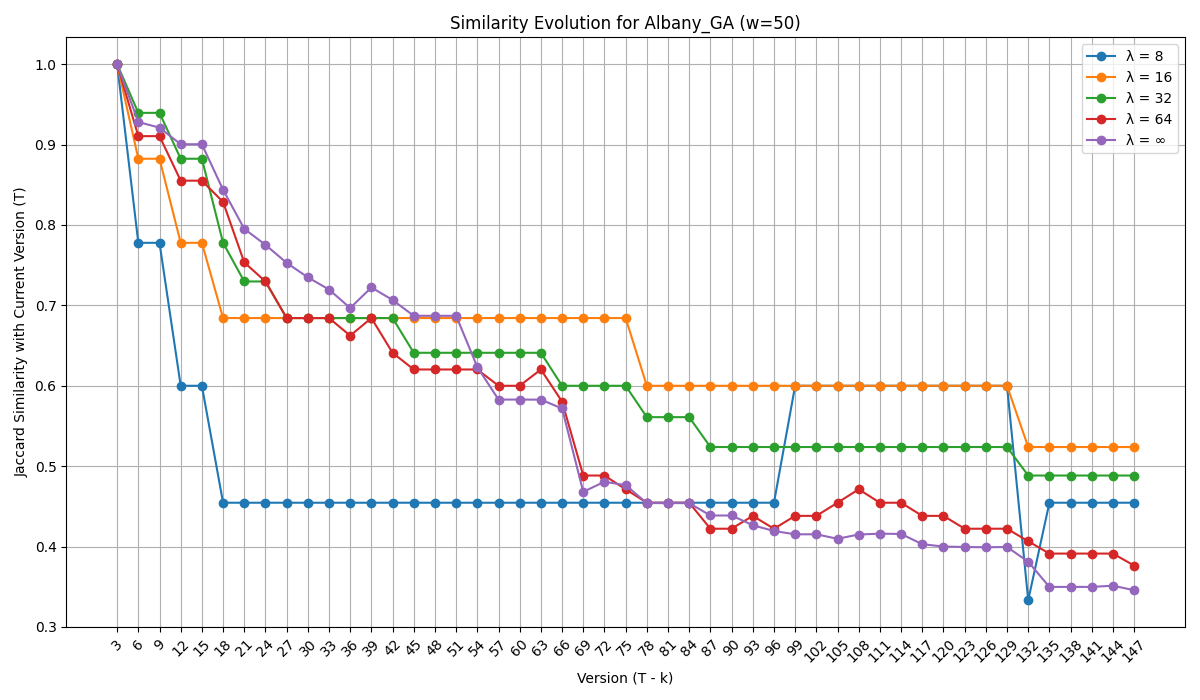 Similarity Evolution for Albany_GA (w=50)
λ = 8
λ = 16
λ = 32
λ = 64
λ = ∞
Jaccard Similarity with Current Version (T)
1.0
0.9
0.8
0.7
0.6
0.5
0.4
0.3
3 6 9 12 15 18 21 24 27 30 33 36 39 42 45 48 51 54 57 60 63 66 69 72 75 78 81 84 87 90 93 96 99 102 105 108 111 114 117 120 123 126 129 132 135 138 141 144 147
Version (T - k)